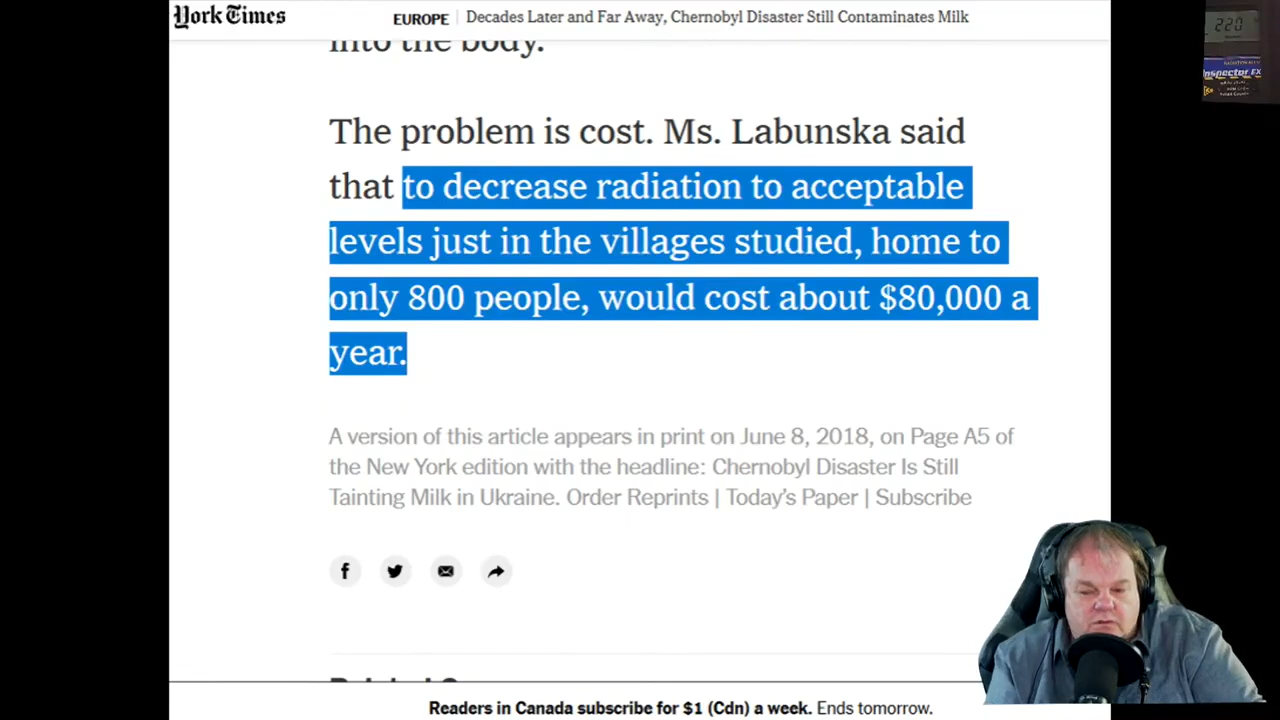 York Times
EUROPE | Decades Later and Far Away, Chernobyl Disaster Still Contaminates Milk
220
into the body.
Inspector EX
The problem is cost. Ms. Labunska said
that to decrease radiation to acceptable
levels just in the villages studied, home to
only 800 people, would cost about $80,000 a
year.
A version of this article appears in print on June 8, 2018, on Page A5 of
the New York edition with the headline: Chernobyl Disaster Is Still
Tainting Milk in Ukraine. Order Reprints | Today's Paper | Subscribe
Readers in Canada subscribe for $1 (Cdn) a week. Ends tomorrow.